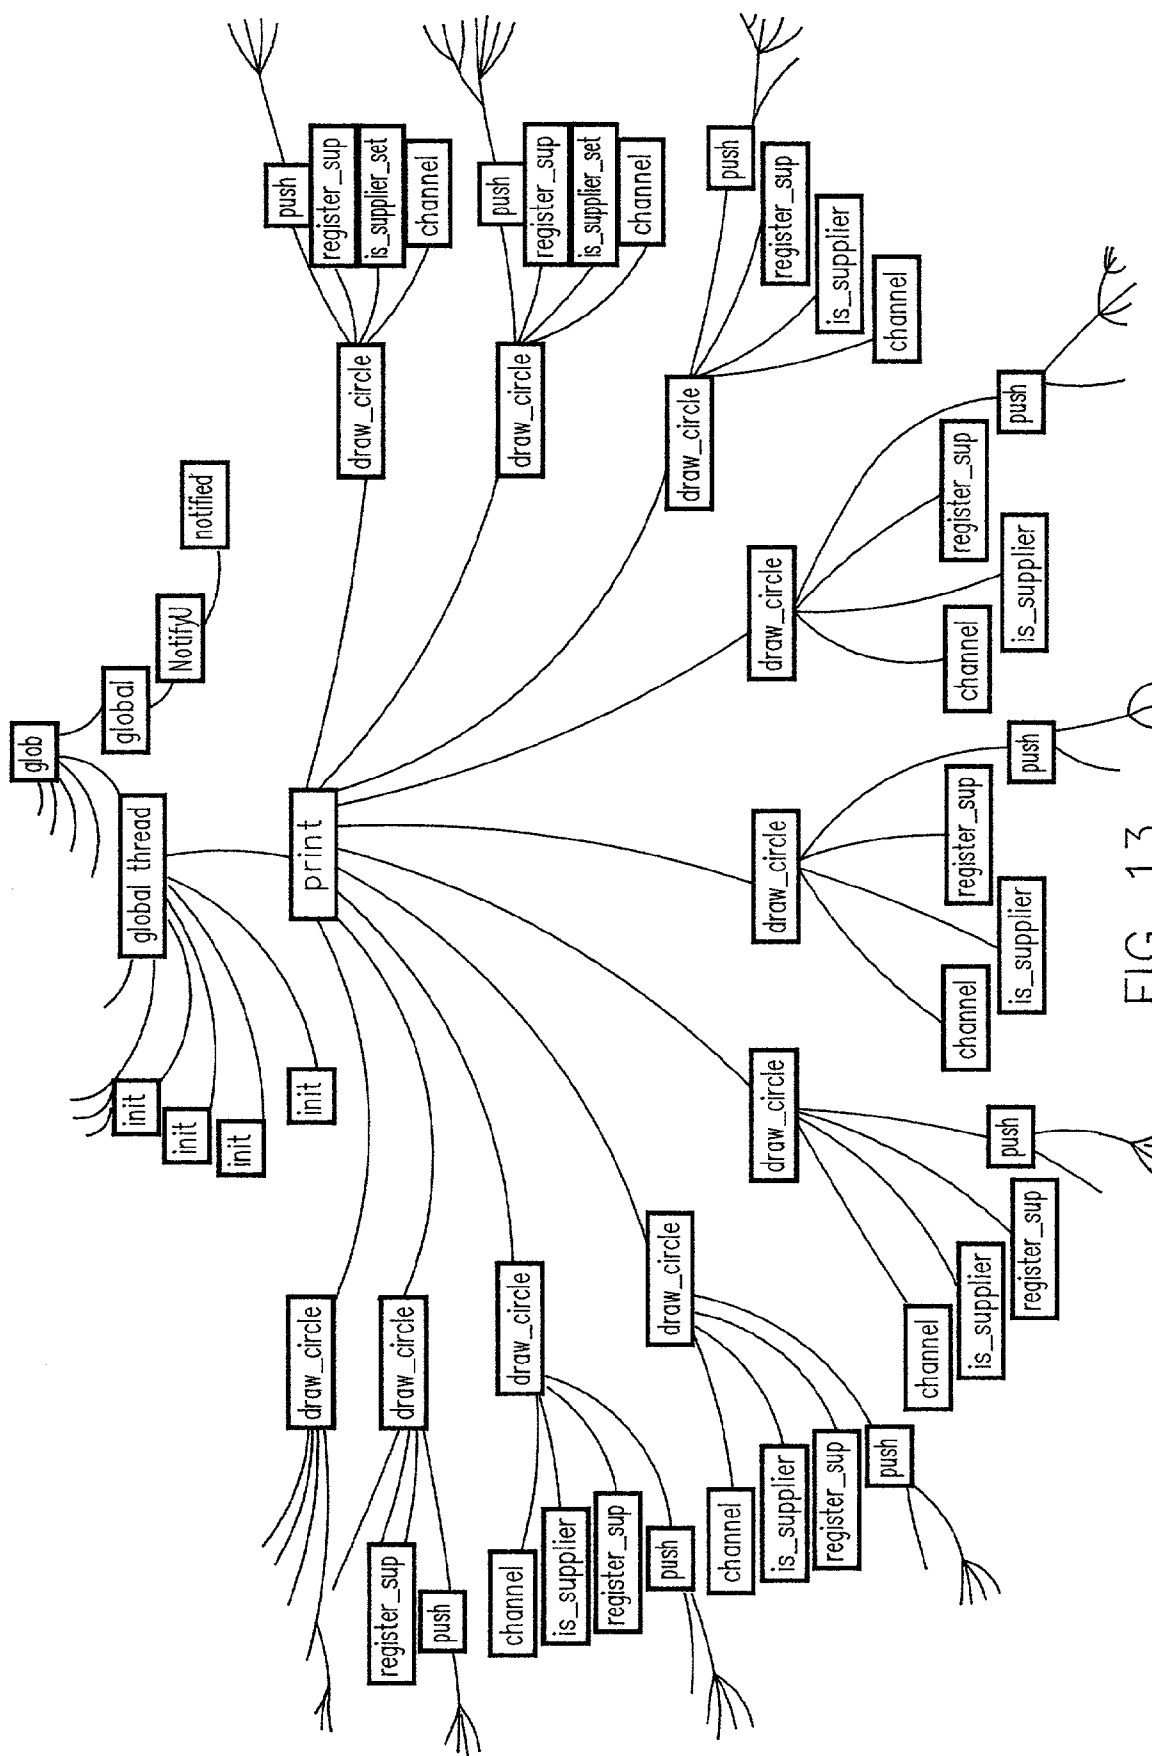 glob
global
NotifyU
notified
global thread
init
init
init
init
print
draw_circle
draw_circle
register_sup
push
draw_circle
channel
is_supplier
register_sup
push
draw_circle
channel
is_supplier
register_sup
push
draw_circle
channel
is_supplier
register_sup
push
draw_circle
channel
is_supplier
register_sup
push
draw_circle
channel
is_supplier
register_sup
push
draw_circle
push
register_sup
is_supplier
channel
draw_circle
push
register_sup
is_supplier_set
channel
draw_circle
push
register_sup
is_supplier_set
channel
FIG 13